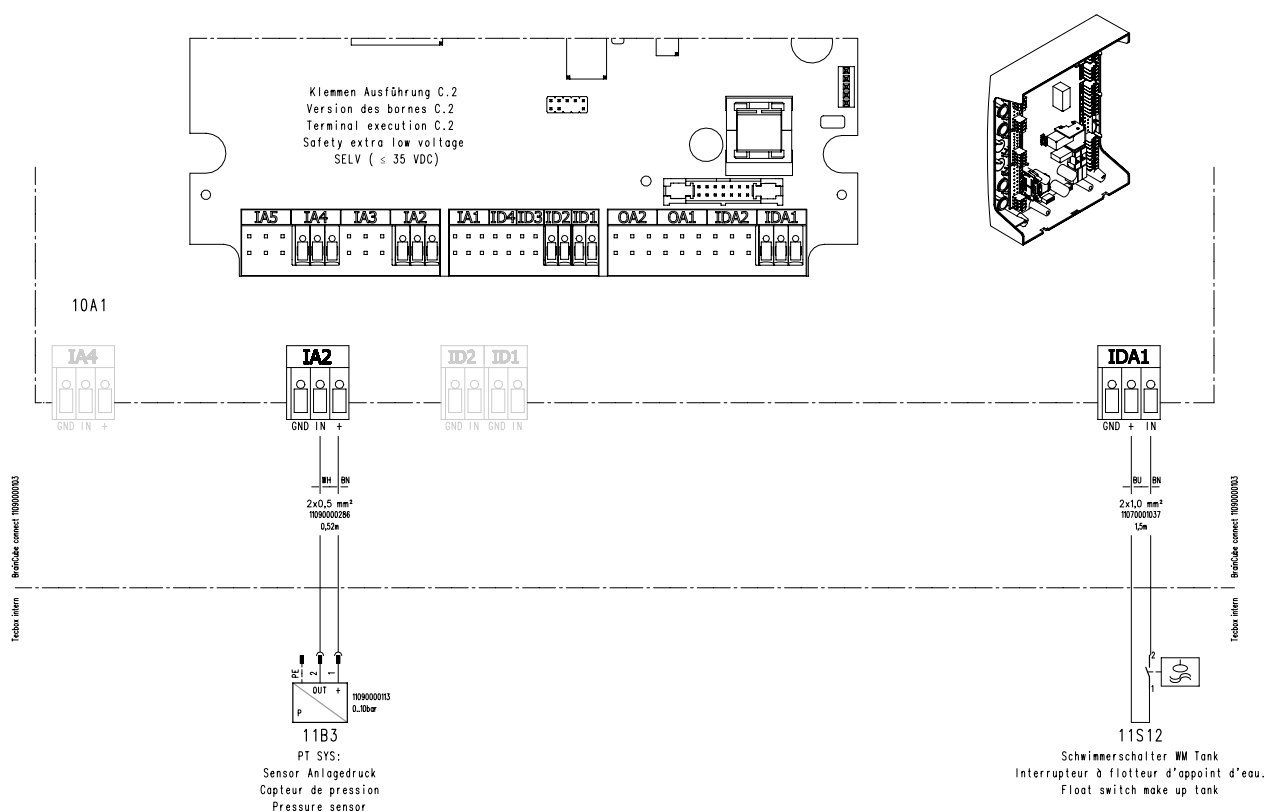 Klemmen Ausführung C.2
Version des bornes C.2
Terminal execution C.2
Safety extra low voltage
SELV ( ≤ 35 VDC)
IA5 IA4 IA3 IA2 IA1 ID4 ID3 ID2 ID1 OA2 OA1 IDA2 IDA1
10A1
IA4 IA2 ID2 ID1 IDA1
GND IN + GND IN + GND IN GND IN GND + IN
WH BN
2x0,5 mm²
11090000286
0,52m
BU BN
2x1,0 mm²
11070001037
1,5m
BrainCube connect 11090000103
Tecbox intern
BrainCube connect 11090000103
Tecbox intern
PE 2 1
OUT +
P
11090000113
0...10bar
11B3
PT SYS:
Sensor Anlagedruck
Capteur de pression
Pressure sensor
2
1
11S12
Schwimmerschalter WM Tank
Interrupteur à flotteur d'appoint d'eau.
Float switch make up tank